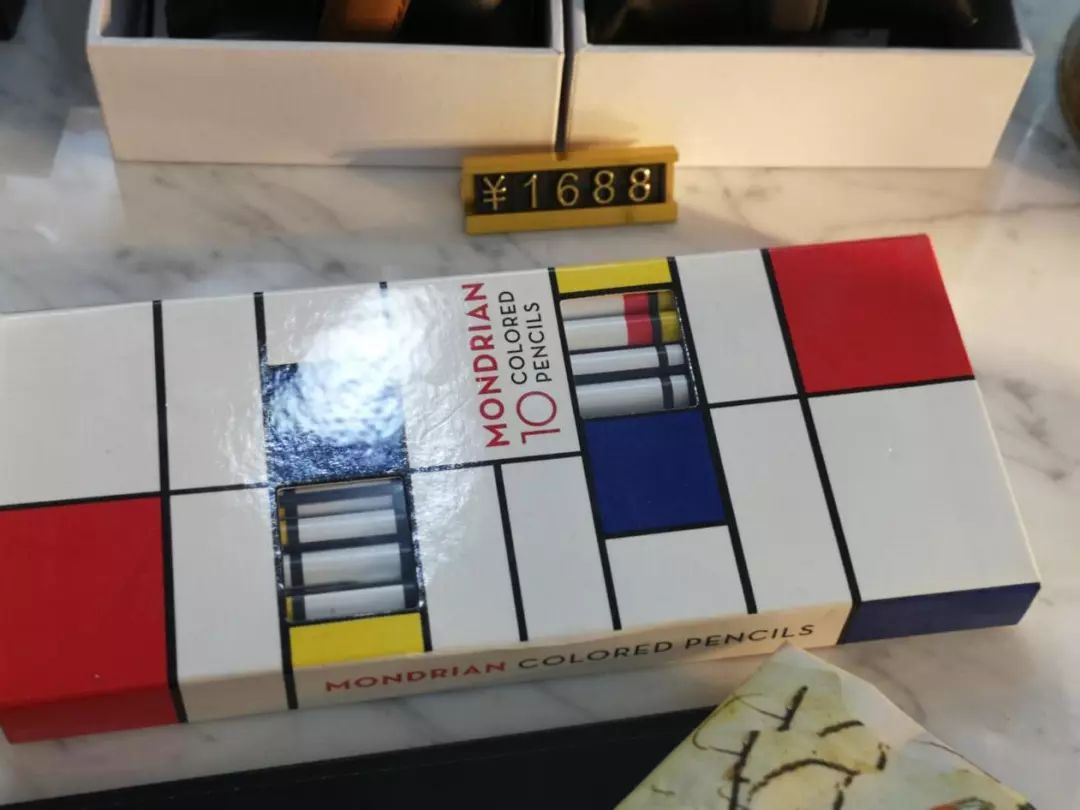 ¥1688
MONDRIAN
10 COLORED
PENCILS
MONDRIAN COLORED PENCILS